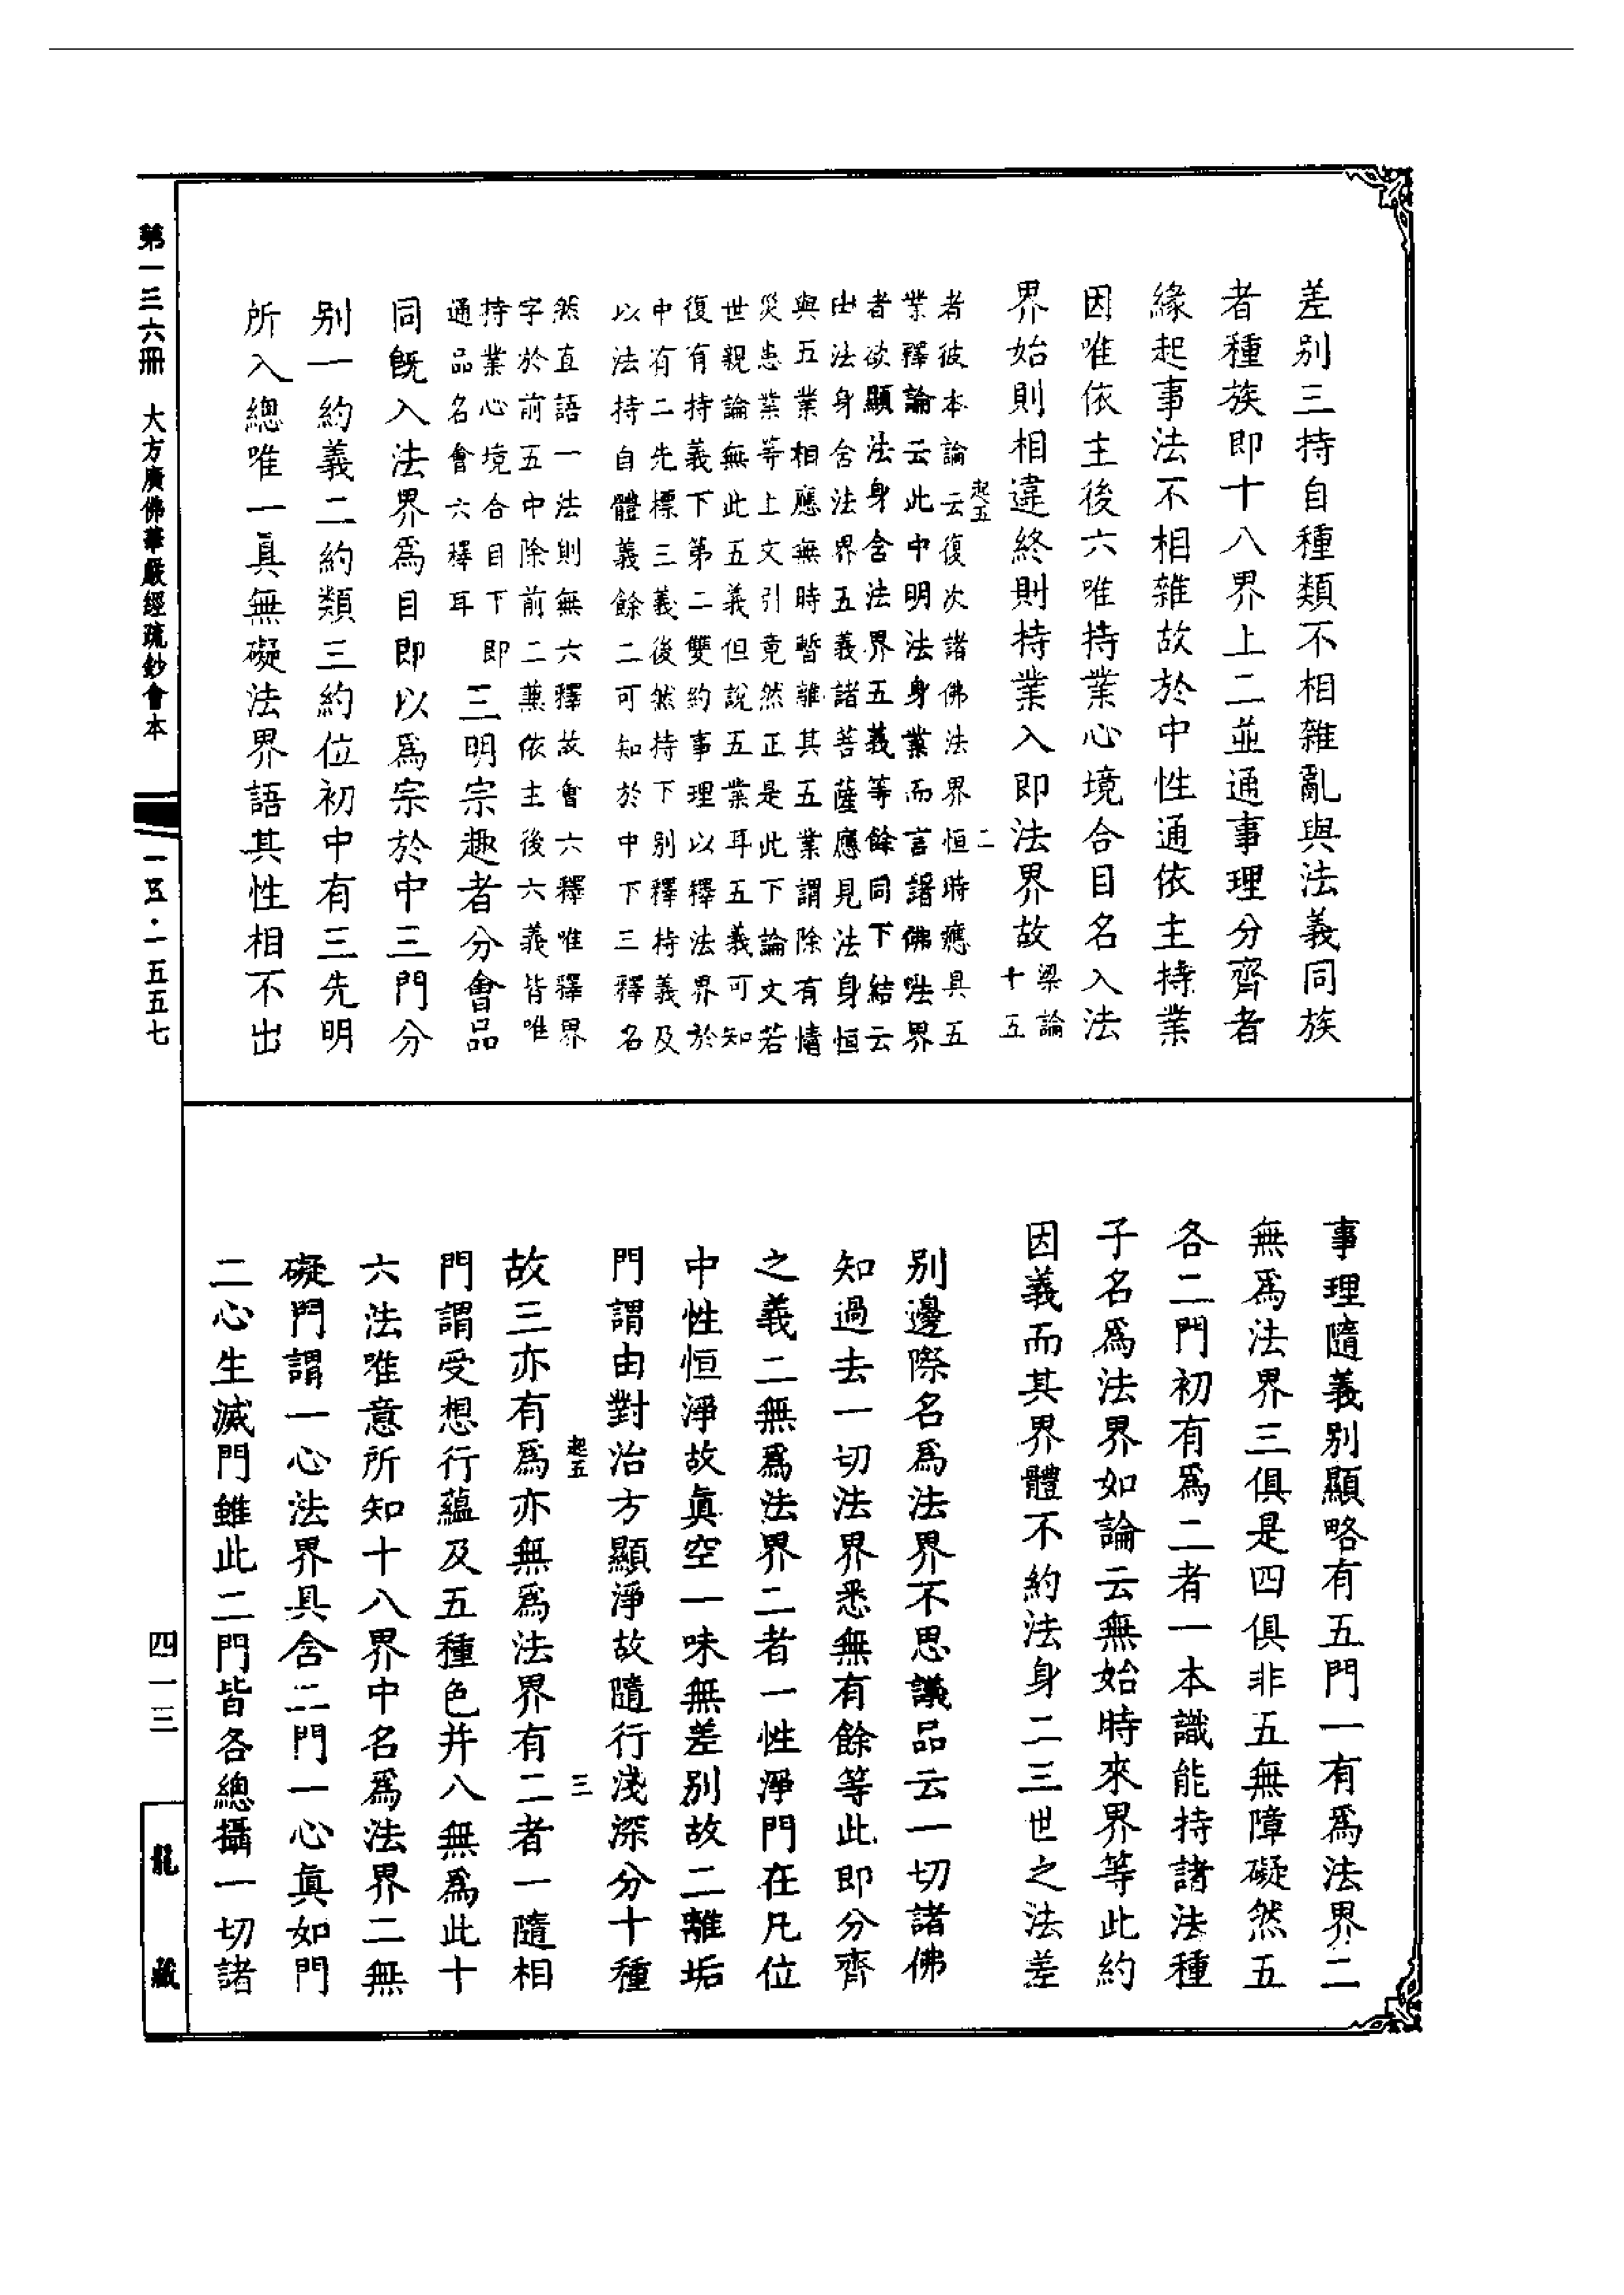 差别三持自種類不相雜亂與法義同族
者種族即十八界上二並通事理分齊者
緣起事法不相雜故於中性通依主持業
因唯依主後六唯持業心境合目名入法
界始則相違終則持業入即法界故梁論
十五
起五 二
者彼本論云復次諸佛法界恒時應具五
業釋論云此中明法身業而言諸佛法界
者欲顯法身含法界五義等餘同下結云
由法身含法界五義諸菩薩應見法身恒
與五業相應無時暫離其五業謂除有情
災患業等上文引竟然正是此下論文若
世親論無此五義但說五業耳五義可知
復有持義下第二雙約事理以釋法界於
中有二先標三義後然持下别釋持義及
以法持自體義餘二可知於中下三釋名
然直語一法則無六釋故會六釋唯釋界
字於前五中除前二兼依主後六義皆唯
持業心境合目下即
通品名會六釋耳
三明宗趣者分會品
同既入法界爲目即以爲宗於中三門分
别一約義二約類三約位初中有三先明
所入總唯一真無礙法界語其性相不出
事理隨義别顯略有五門一有爲法界二
無爲法界三俱是四俱非五無障礙然五
各二門初有爲二者一本識能持諸法種
子名爲法界如論云無始時來界等此約
因義而其界體不約法身二三世之法差
别邊際名爲法界不思議品云一切諸佛
知過去一切法界悉無有餘等此即分齊
之義二無爲法界二者一性淨門在凡位
中性恒淨故真空一味無差别故二離垢
門謂由對治方顯淨故隨行淺深分十種
起五 三
故三亦有爲亦無爲法界有二者一隨相
門謂受想行蘊及五種色并八無爲此十
六法唯意所知十八界中名爲法界二無
礙門謂一心法界具含二門一心真如門
二心生滅門雖此二門皆各總攝一切諸
第一三六冊 大方廣佛華嚴經疏鈔會本
一五·一五五七
四一三
龍藏